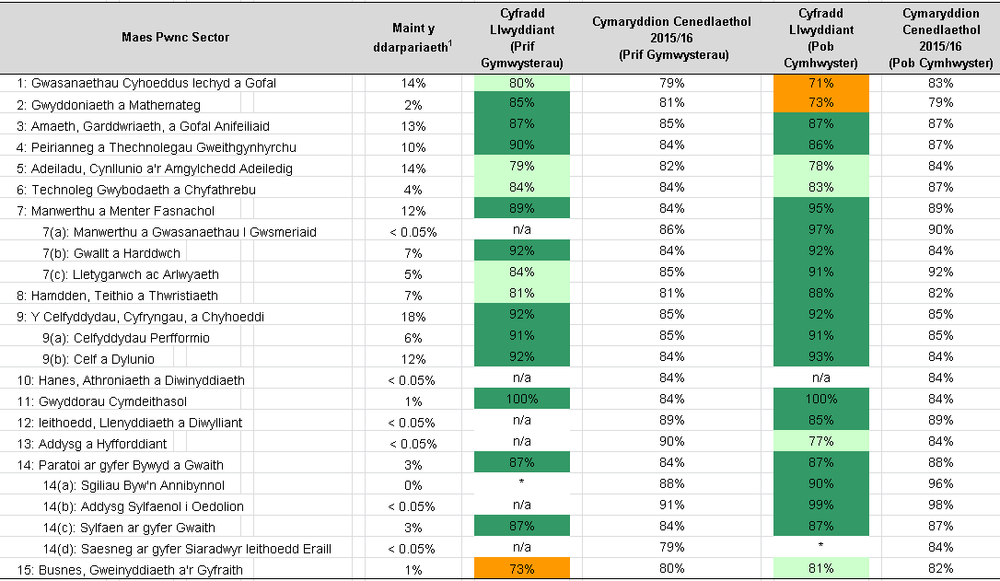 Maes Pwnc Sector Maint y ddarpariaeth1 Cyfradd Llwyddiant (Prif Gymwysterau) Cymaryddion Cenedlaethol 2015/16 (Prif Gymwysterau) Cyfradd Llwyddiant (Pob Cymhwyster) Cymaryddion Cenedlaethol 2015/16 (Pob Cymhwyster)
1: Gwasanaethau Cyhoeddus Iechyd a Gofal 14% 80% 79% 71% 83%
2: Gwyddoniaeth a Mathemateg 2% 85% 81% 73% 79%
3: Amaeth, Garddwriaeth, a Gofal Anifeiliaid 13% 87% 85% 87% 87%
4: Peirianneg a Thechnolegau Gweithgynhyrchu 10% 90% 84% 86% 87%
5: Adeiladu, Cynllunio a'r Amgylchedd Adeiledig 14% 79% 82% 78% 84%
6: Technoleg Gwybodaeth a Chyfathrebu 4% 84% 84% 83% 87%
7: Manwerthu a Menter Fasnachol 12% 89% 84% 95% 89%
7(a): Manwerthu a Gwasanaethau I Gwsmeriaid < 0.05% n/a 86% 97% 90%
7(b): Gwallt a Harddwch 7% 92% 84% 92% 84%
7(c): Lletygarwch ac Arlwyaeth 5% 84% 85% 91% 92%
8: Hamdden, Teithio a Thwristiaeth 7% 81% 81% 88% 82%
9: Y Celfyddydau, Cyfryngau, a Chyhoeddi 18% 92% 85% 92% 85%
9(a): Celfyddydau Perfformio 6% 91% 85% 91% 85%
9(b): Celf a Dylunio 12% 92% 84% 93% 84%
10: Hanes, Athroniaeth a Diwinyddiaeth < 0.05% n/a 84% n/a 84%
11: Gwyddorau Cymdeithasol 1% 100% 84% 100% 84%
12: Ieithoedd, Llenyddiaeth a Diwylliant < 0.05% n/a 89% 85% 89%
13: Addysg a Hyfforddiant < 0.05% n/a 90% 77% 84%
14: Paratoi ar gyfer Bywyd a Gwaith 3% 87% 84% 87% 88%
14(a): Sgiliau Byw'n Annibynnol 0% * 88% 90% 96%
14(b): Addysg Sylfaenol i Oedolion < 0.05% n/a 91% 99% 98%
14(c): Sylfaen ar gyfer Gwaith 3% 87% 84% 87% 87%
14(d): Saesneg ar gyfer Siaradwyr Ieithoedd Eraill < 0.05% n/a 79% * 84%
15: Busnes, Gweinyddiaeth a'r Gyfraith 1% 73% 80% 81% 82%